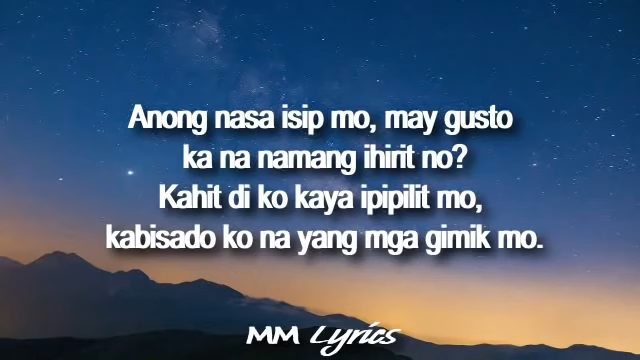 Anong nasa isip mo, may gusto
ka na namang ihirit no?
Kahit di ko kaya ipipilit mo,
kabisado ko na yang mga gimik mo.
MM Lyrics